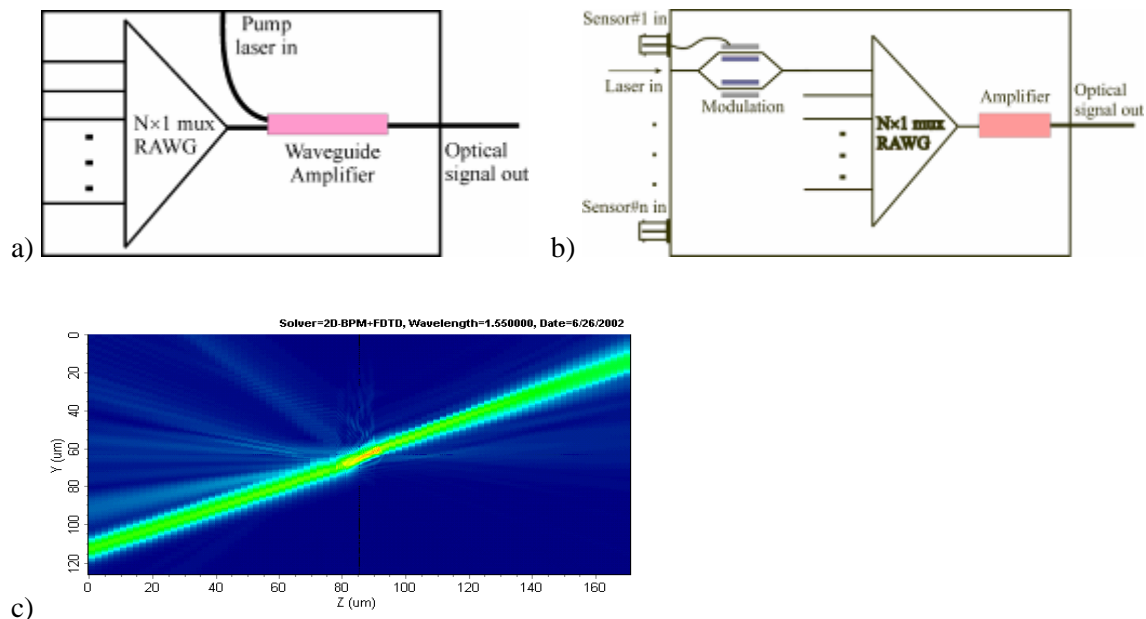 Pump
laser in
N×1 mux
RAWG
Waveguide
Amplifier
Optical
signal out
a)
Sensor#1 in
Laser in
Modulation
Amplifier
Optical
signal out
N×1 mux
RAWG
Sensor#n in
b)
Solver=2D-BPM+FDTD, Wavelength=1.550000, Date=6/26/2002
Y (um)
0
20
40
60
80
100
120
0 20 40 60 80 100 120 140 160
Z (um)
c)